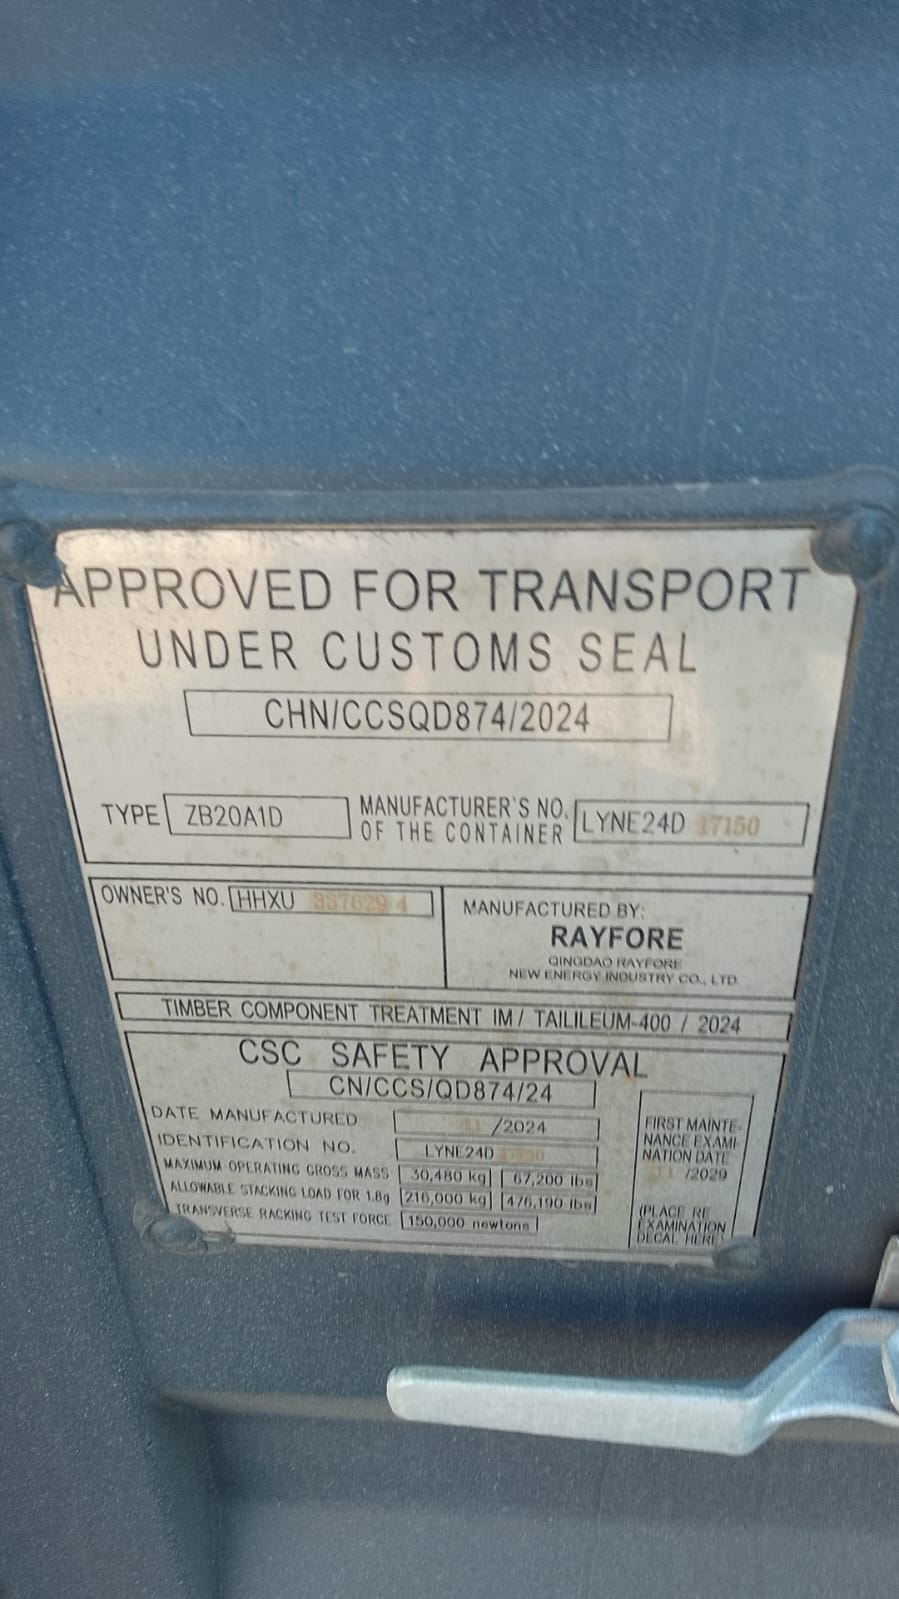 APPROVED FOR TRANSPORT
UNDER CUSTOMS SEAL
CHN/CCSQD874/2024
TYPE ZB20A1D MANUFACTURER'S NO. OF THE CONTAINER LYNE24D 17150
OWNER'S NO. HHXU
MANUFACTURED BY:
RAYFORE
QINGDAO RAYFORE
NEW ENERGY INDUSTRY CO., LTD.
TIMBER COMPONENT TREATMENT IM / TAILILEUM-400 / 2024
CSC SAFETY APPROVAL
CN/CCS/QD874/24
DATE MANUFACTURED 11 /2024
IDENTIFICATION NO. LYNE24D
MAXIMUM OPERATING GROSS MASS 30,480 kg 67,200 lbs
ALLOWABLE STACKING LOAD FOR 1.8g 216,000 kg 476,190 lbs
TRANSVERSE RACKING TEST FORCE 150,000 newtons
FIRST MAINTE-
NANCE EXAMI-
NATION DATE
11 /2029
(PLACE RE
EXAMINATION
DECAL HERE)